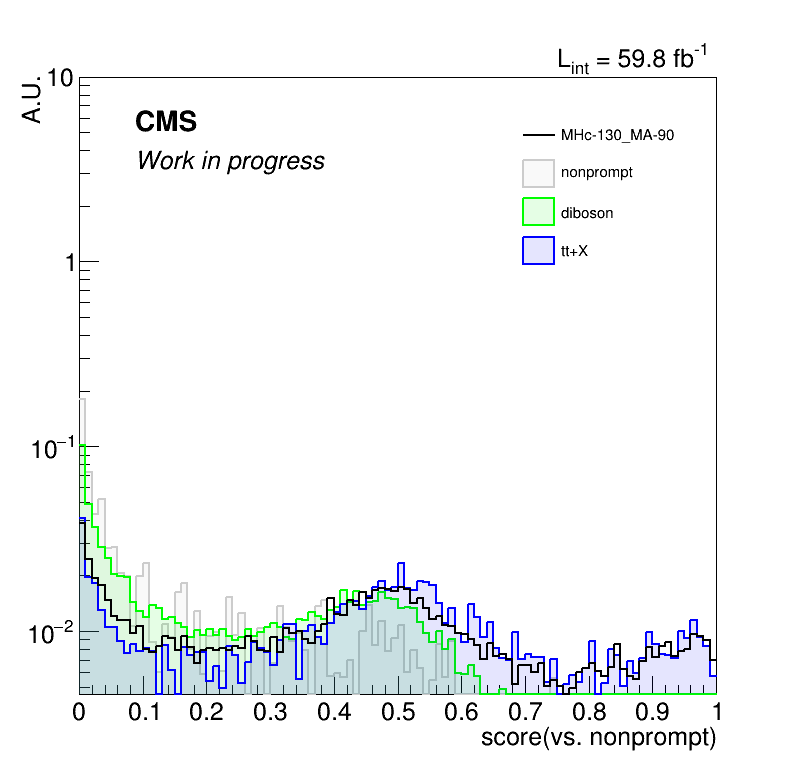 L_int = 59.8 fb^-1
A.U.
10
CMS
Work in progress
MHc-130_MA-90
nonprompt
diboson
tt+X
1
10^−1
10^−2
0 0.1 0.2 0.3 0.4 0.5 0.6 0.7 0.8 0.9 1
score(vs. nonprompt)